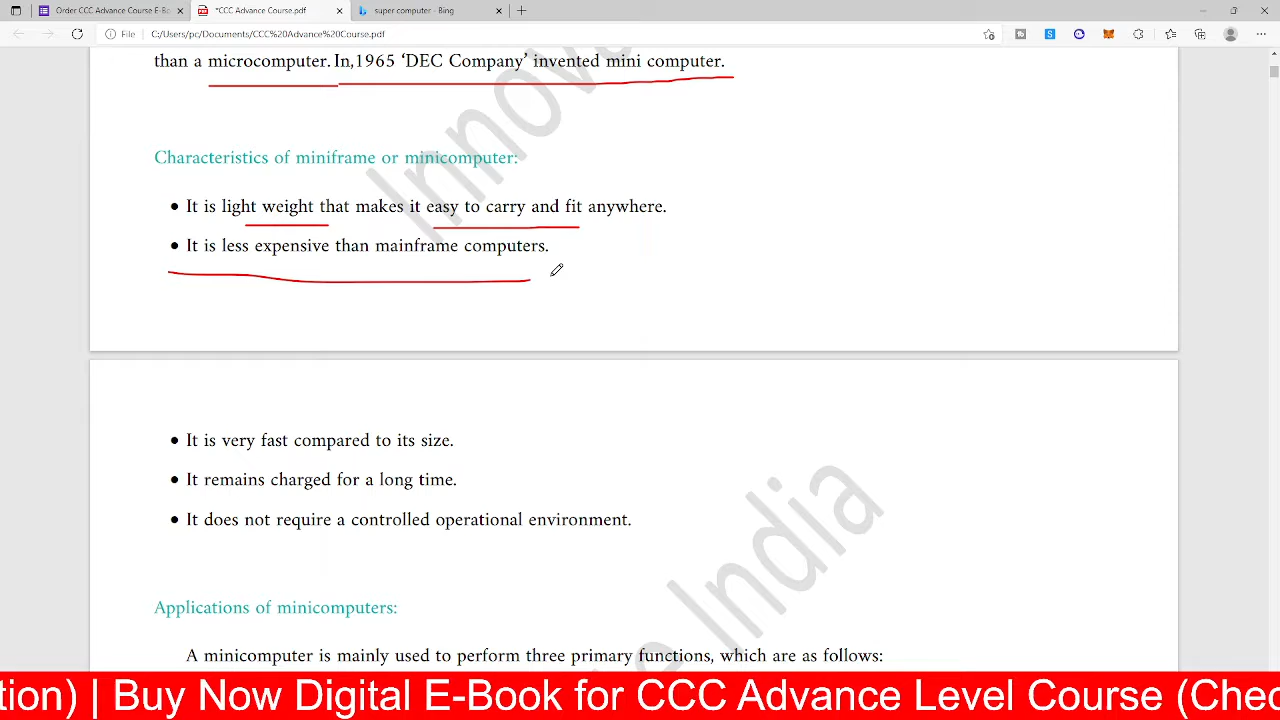 Order CCC Advance Course E-Bo
*CCC Advance Course.pdf
super computer - Bing
File
C:/Users/pc/Documents/CCC%20Advance%20Course.pdf
than a microcomputer. In,1965 ‘DEC Company’ invented mini computer.
Characteristics of miniframe or minicomputer:
• It is light weight that makes it easy to carry and fit anywhere.
• It is less expensive than mainframe computers.
• It is very fast compared to its size.
• It remains charged for a long time.
• It does not require a controlled operational environment.
Applications of minicomputers:
A minicomputer is mainly used to perform three primary functions, which are as follows:
India
tion) | Buy Now Digital E-Book for CCC Advance Level Course (Chec